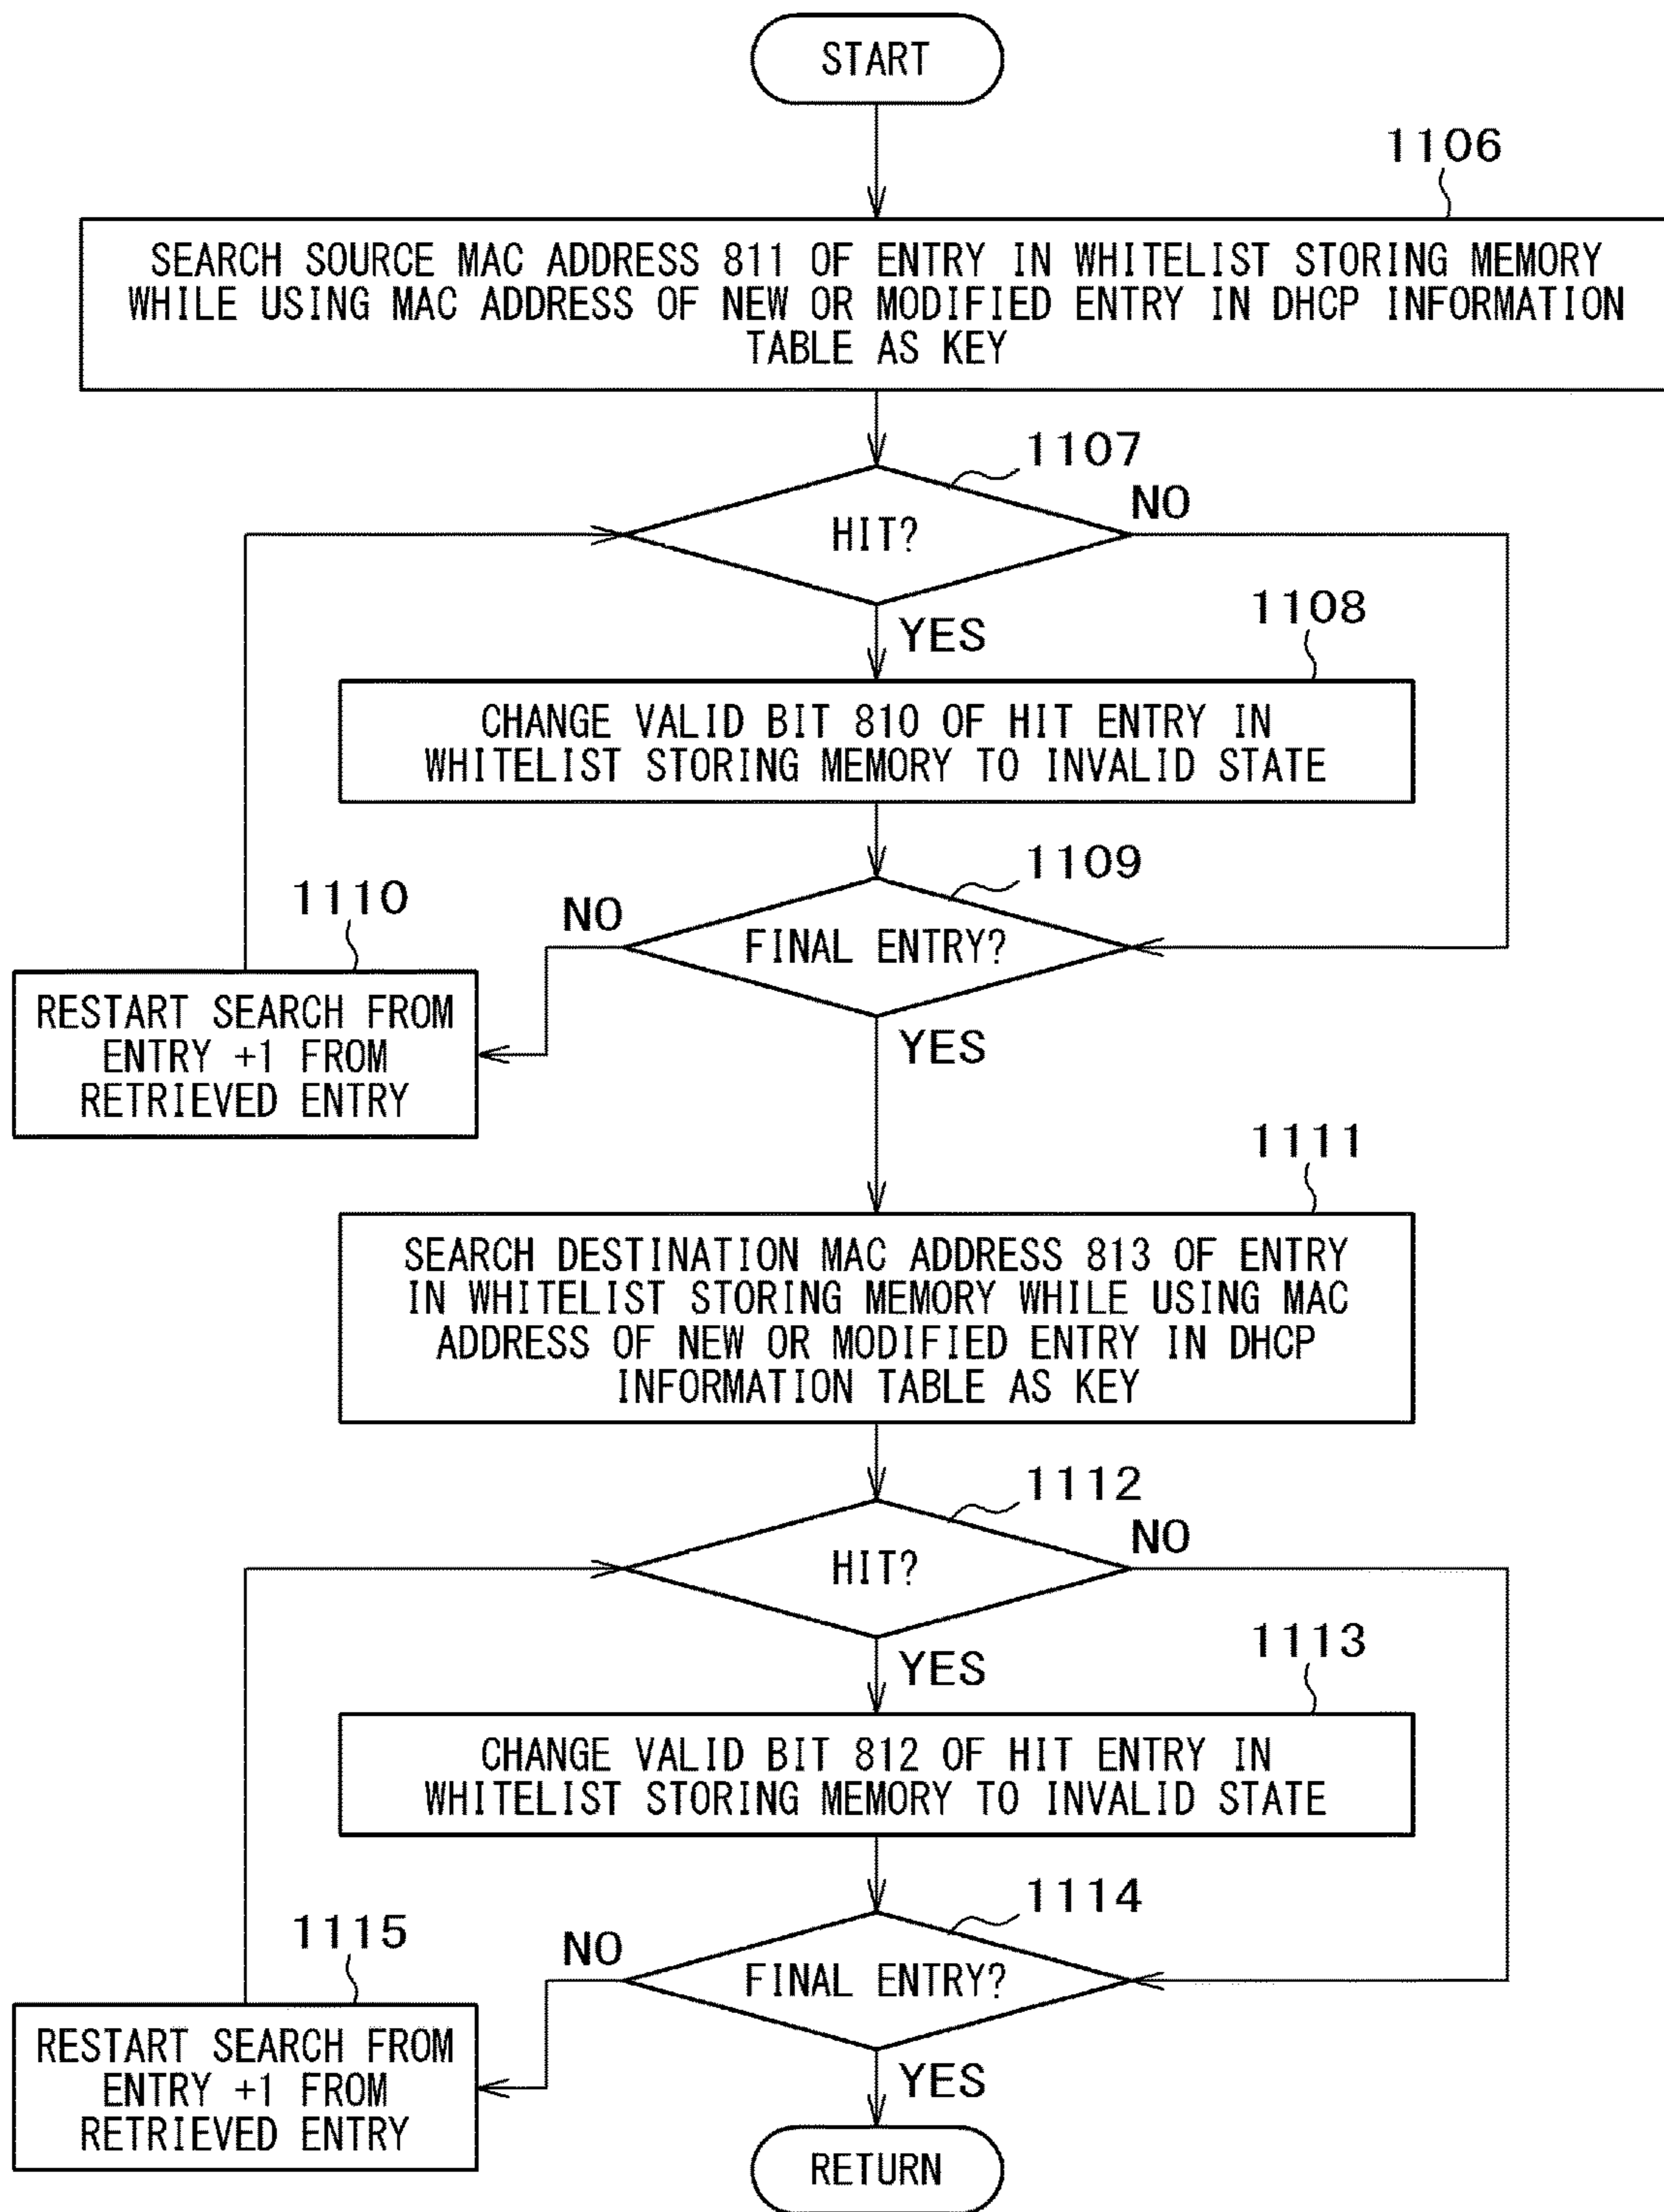 START
1106
SEARCH SOURCE MAC ADDRESS 811 OF ENTRY IN WHITELIST STORING MEMORY
WHILE USING MAC ADDRESS OF NEW OR MODIFIED ENTRY IN DHCP INFORMATION
TABLE AS KEY
1107
HIT?
NO
YES
1108
CHANGE VALID BIT 810 OF HIT ENTRY IN
WHITELIST STORING MEMORY TO INVALID STATE
1109
FINAL ENTRY?
NO
1110
RESTART SEARCH FROM
ENTRY +1 FROM
RETRIEVED ENTRY
YES
1111
SEARCH DESTINATION MAC ADDRESS 813 OF ENTRY
IN WHITELIST STORING MEMORY WHILE USING MAC
ADDRESS OF NEW OR MODIFIED ENTRY IN DHCP
INFORMATION TABLE AS KEY
1112
HIT?
NO
YES
1113
CHANGE VALID BIT 812 OF HIT ENTRY IN
WHITELIST STORING MEMORY TO INVALID STATE
1114
FINAL ENTRY?
NO
1115
RESTART SEARCH FROM
ENTRY +1 FROM
RETRIEVED ENTRY
YES
RETURN